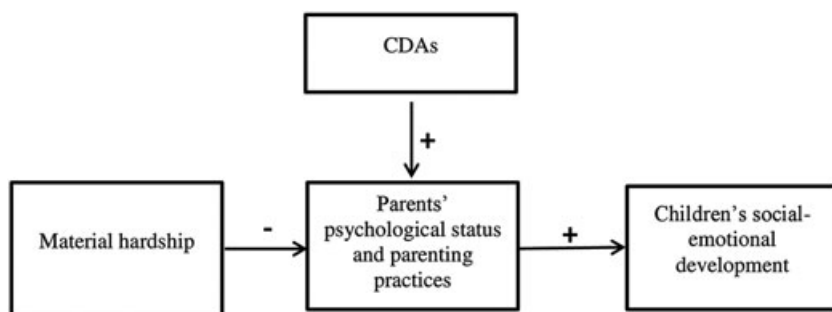 CDAs
+
Material hardship
-
Parents'
psychological status
and parenting
practices
+
Children's social-
emotional
development